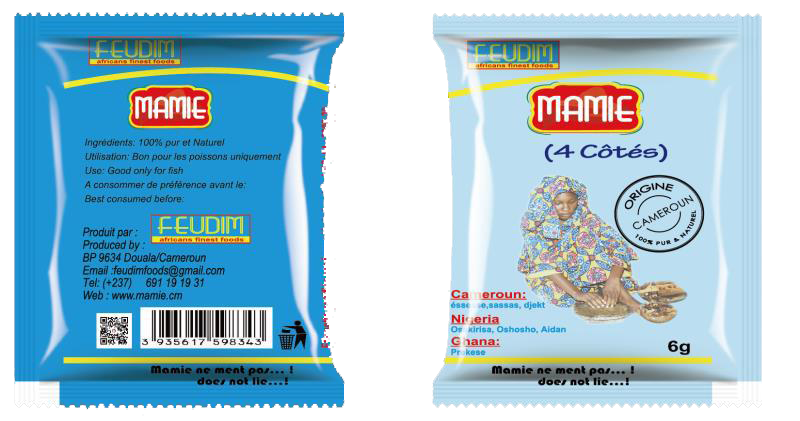 FEUDIM
africans finest foods
MAMIE
Ingrédients: 100% pur et Naturel
Utilisation: Bon pour les poissons uniquement
Use: Good only for fish
A consommer de préférence avant le:
Best consumed before:
Produit par :
Produced by :
FEUDIM
africans finest foods
BP 9634 Douala/Cameroun
Email :feudimfoods@gmail.com
Tel: (+237) 691 19 19 31
Web : www.mamie.cm
3 935617 598343
Mamie ne ment pas... !
does not lie...!
FEUDIM
africans finest foods
MAMIE
(4 Côtés)
ORIGINE
CAMEROUN
100% PUR & NATUREL
Cameroun:
djekt
Nigeria
Osakirisa, Oshosho, Aidan
Ghana:
Prekese
6g
Mamie ne ment pas... !
does not lie...!